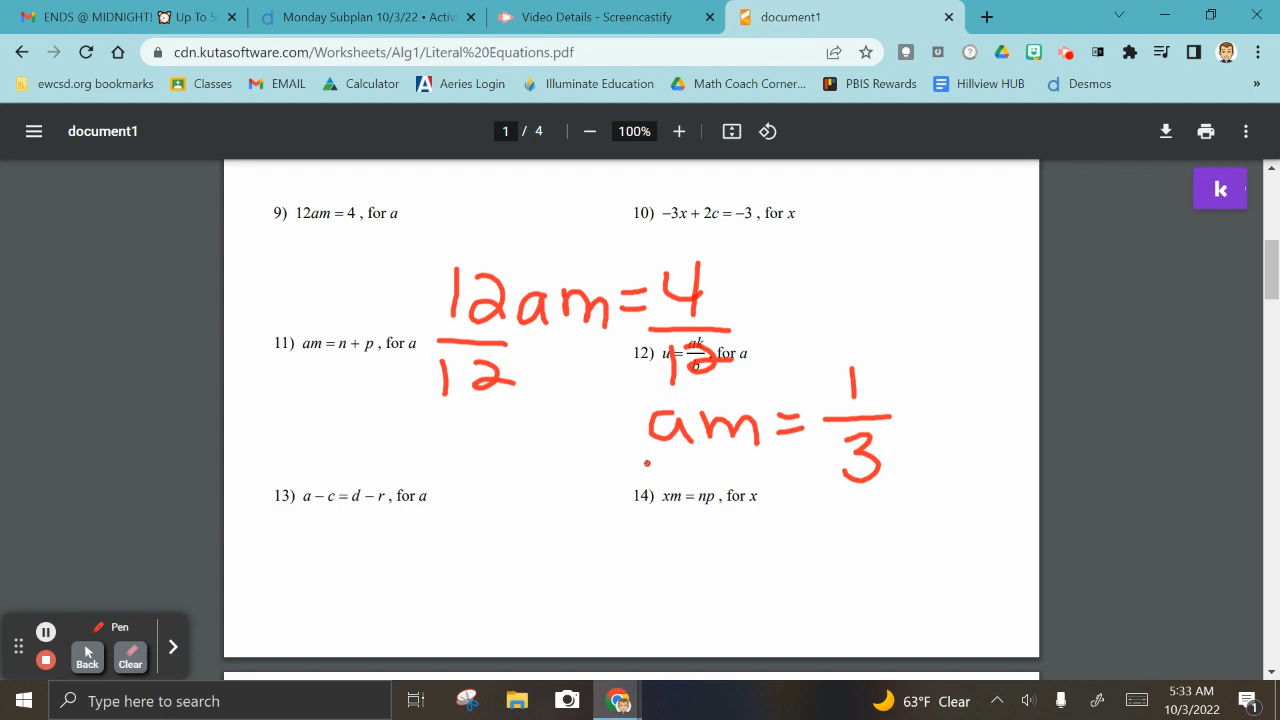 ENDS @ MIDNIGHT! ⏰ Up To 5
Monday Subplan 10/3/22 • Activi
Video Details - Screencastify
document1
cdn.kutasoftware.com/Worksheets/Alg1/Literal%20Equations.pdf
ewcsd.org bookmarks
Classes
EMAIL
Calculator
Aeries Login
Illuminate Education
Math Coach Corner...
PBIS Rewards
Hillview HUB
Desmos
»
document1
1 / 4
100%
k
9) 12am = 4 , for a
10) −3x + 2c = −3 , for x
12am = 4
12 12
11) am = n + p , for a
12) u = ak/b , for a
am = 1/3
13) a − c = d − r , for a
14) xm = np , for x
Pen
Back
Clear
Type here to search
63°F Clear
5:33 AM
10/3/2022
1